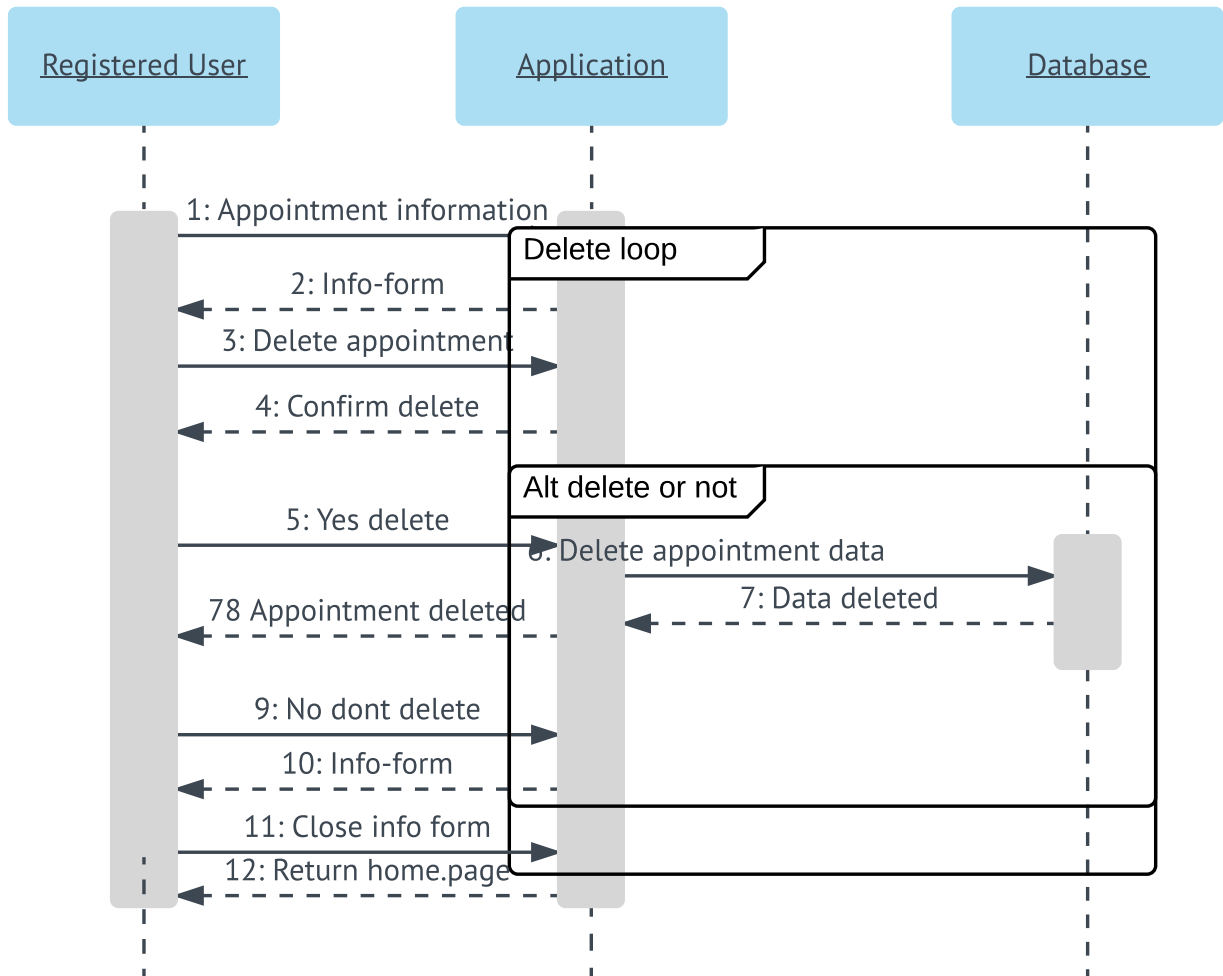 Registered User
Application
Database
1: Appointment information
Delete loop
2: Info-form
3: Delete appointment
4: Confirm delete
Alt delete or not
5: Yes delete
6: Delete appointment data
7: Data deleted
78 Appointment deleted
9: No dont delete
10: Info-form
11: Close info form
12: Return home.page